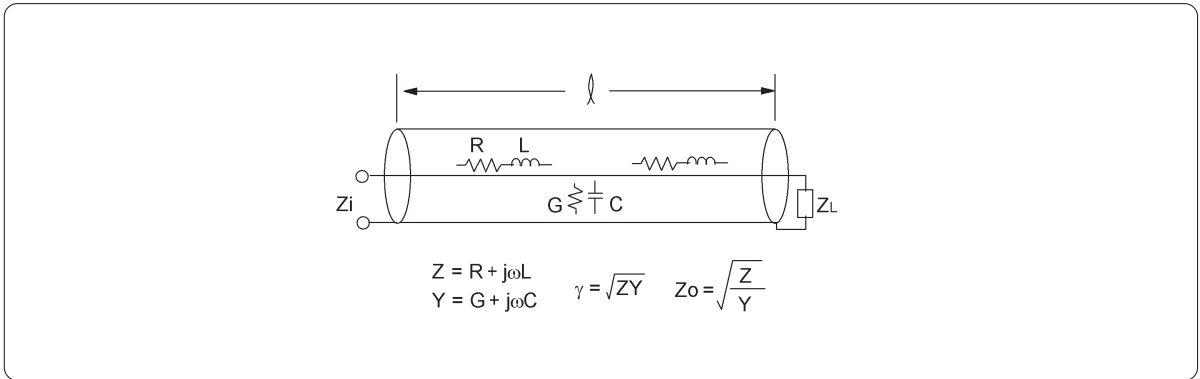 ℓ
R L
G C
Zi
ZL
Z = R + jωL
Y = G + jωC
γ = √ZY
Zo = √Z/Y